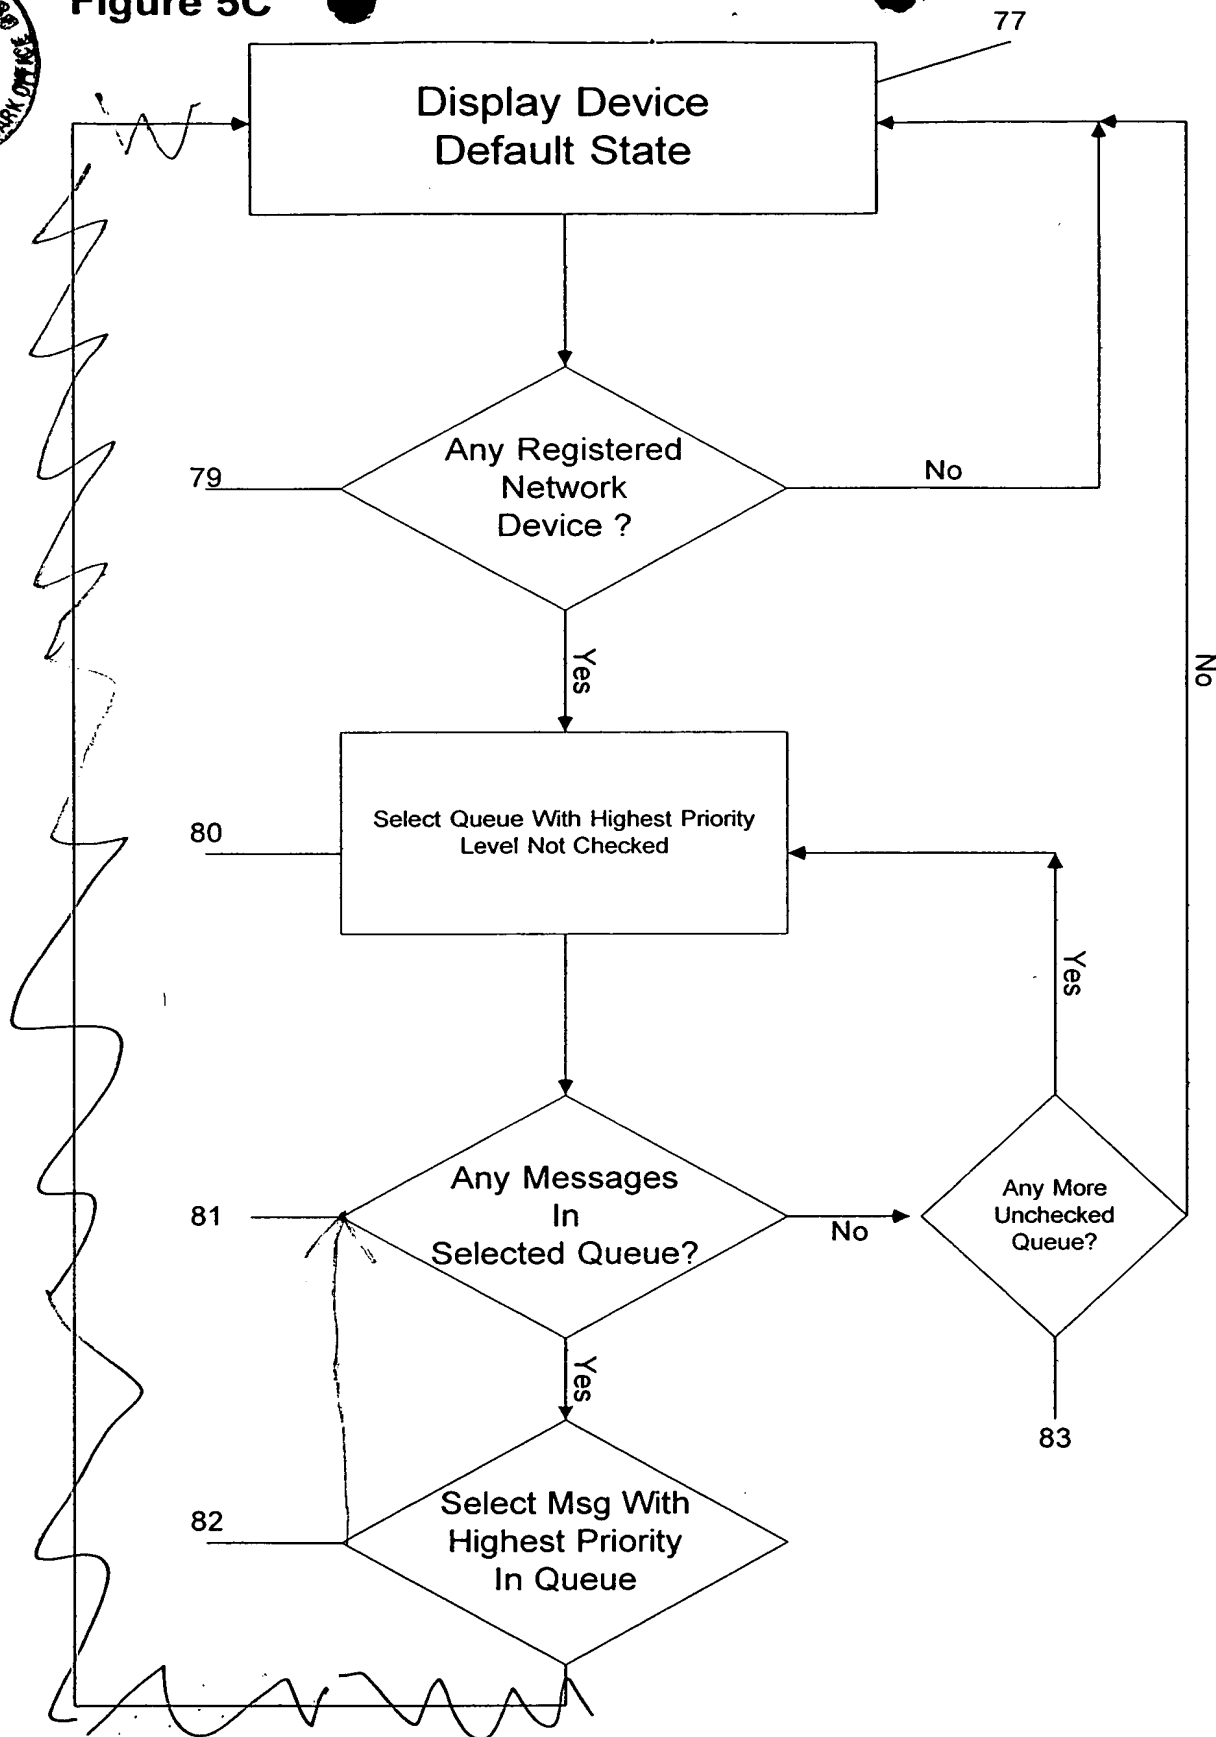 Figure 5C
ARK OFFICE
77
Display Device
Default State
79
Any Registered
Network
Device ?
No
Yes
No
80
Select Queue With Highest Priority
Level Not Checked
Yes
81
Any Messages
In
Selected Queue?
No
Any More
Unchecked
Queue?
Yes
83
82
Select Msg With
Highest Priority
In Queue